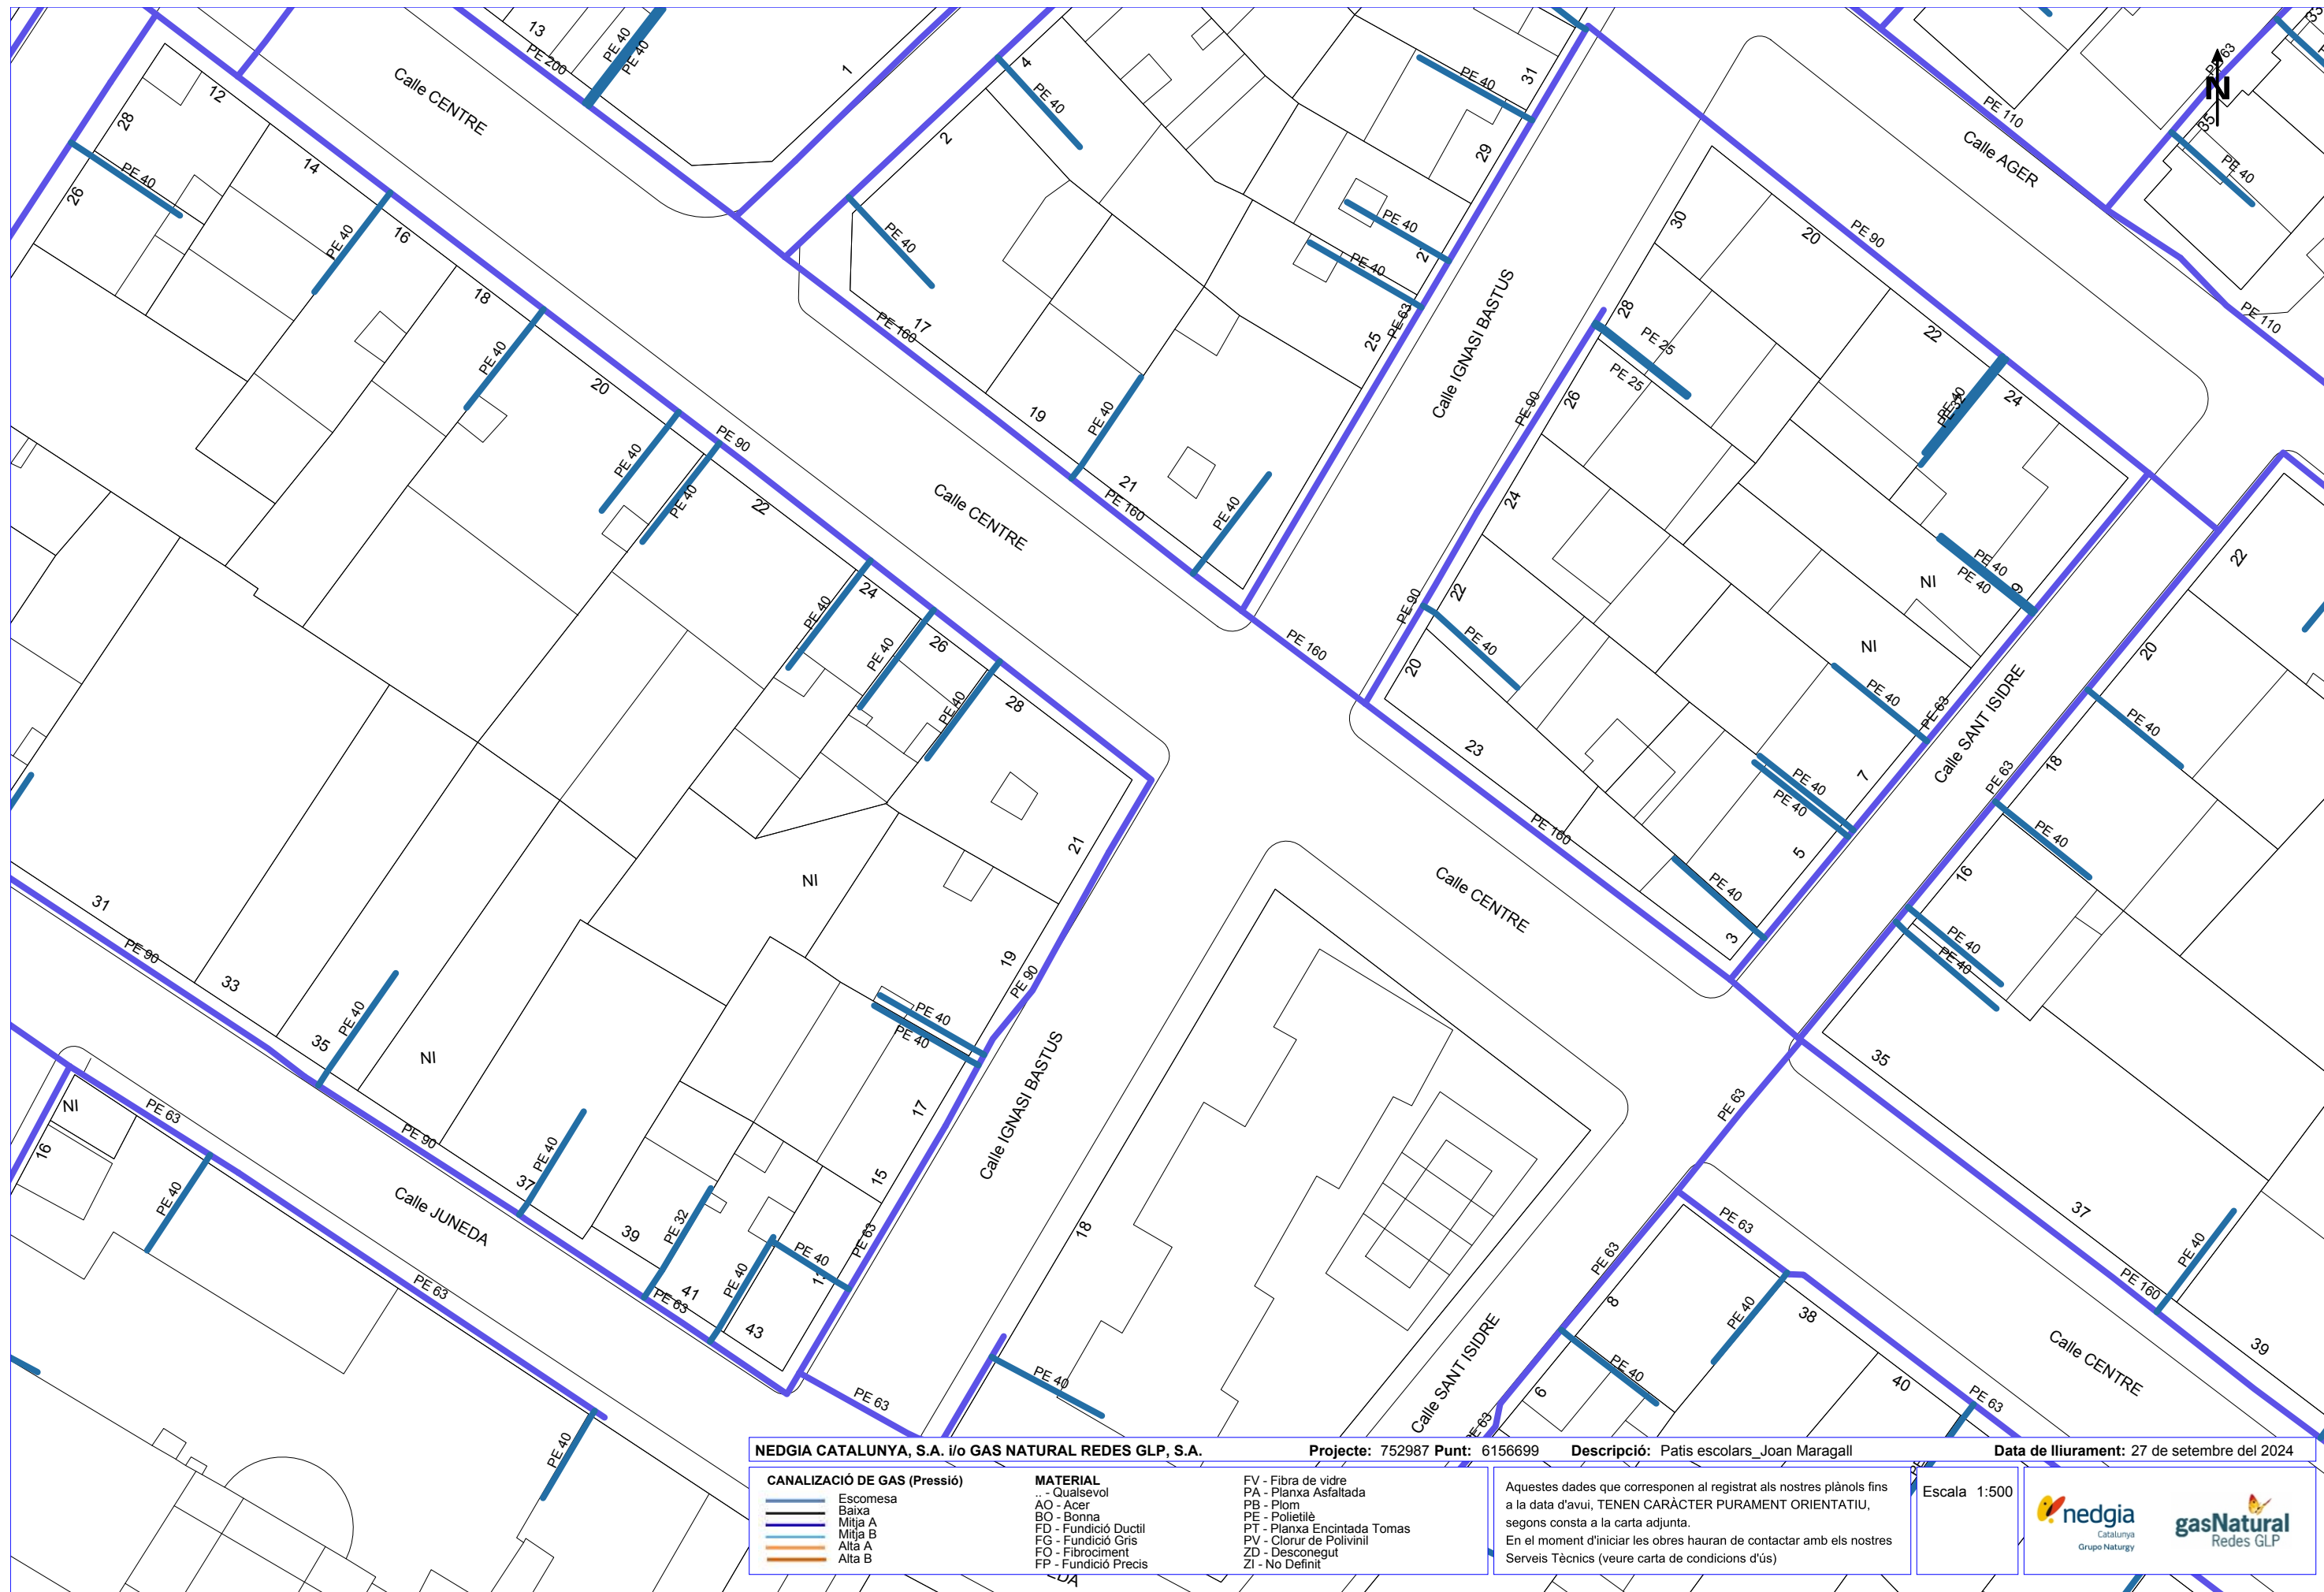 13
PE 200
PE 40
PE 40
1
4
PE 40
31
PE 40
PE 63
N
PE 110
35
Calle AGER
PE 40
Calle CENTRE
12
28
14
PE 40
26
16
PE 40
2
PE 40
29
PE 40
PE 40
30
20
PE 90
PE 110
18
PE 40
17
PE 160
25
PE 63
Calle IGNASI BASTUS
28
PE 25
PE 25
22
24
PE 40
20
PE 40
PE 90
PE 40
22
19
PE 40
21
PE 160
PE 40
PE 90
26
24
Calle CENTRE
NI
PE 40
PE 40
9
22
24
PE 40
PE 40
26
PE 40
28
PE 160
PE 90
22
PE 40
20
NI
PE 40
PE 63
Calle SANT ISIDRE
20
PE 40
18
PE 63
PE 40
23
PE 160
PE 40
PE 40
7
5
PE 40
3
16
PE 40
PE 40
21
NI
19
PE 90
Calle CENTRE
31
PE 90
33
PE 40
35
NI
PE 40
PE 40
17
Calle IGNASI BASTUS
35
PE 63
NI
16
PE 63
PE 40
PE 90
PE 40
37
15
18
37
PE 63
PE 63
PE 40
PE 160
Calle JUNEDA
PE 63
39
PE 32
PE 40
PE 40
PE 63
41
PE 63
43
8
PE 40
38
39
Calle CENTRE
PE 63
PE 40
Calle SANT ISIDRE
PE 40
6
40
PE 63
PE 63
PE 40
NEDGIA CATALUNYA, S.A. i/o GAS NATURAL REDES GLP, S.A. Projecte: 752987 Punt: 6156699 Descripció: Patis escolars_Joan Maragall Data de lliurament: 27 de setembre del 2024
CANALIZACIÓ DE GAS (Pressió)
Escomesa
Baixa
Mitja A
Mitja B
Alta A
Alta B
MATERIAL
.. - Qualsevol
AO - Acer
BO - Bonna
FD - Fundició Ductil
FG - Fundició Gris
FO - Fibrociment
FP - Fundició Precis
FV - Fibra de vidre
PA - Planxa Asfaltada
PB - Plom
PE - Polietilè
PT - Planxa Encintada Tomas
PV - Clorur de Polivinil
ZD - Desconegut
ZI - No Definit
Aquestes dades que corresponen al registrat als nostres plànols fins
a la data d'avui, TENEN CARÀCTER PURAMENT ORIENTATIU,
segons consta a la carta adjunta.
En el moment d'iniciar les obres hauran de contactar amb els nostres
Serveis Tècnics (veure carta de condicions d'ús)
Escala 1:500
nedgia
Catalunya
Grupo Naturgy
gasNatural
Redes GLP